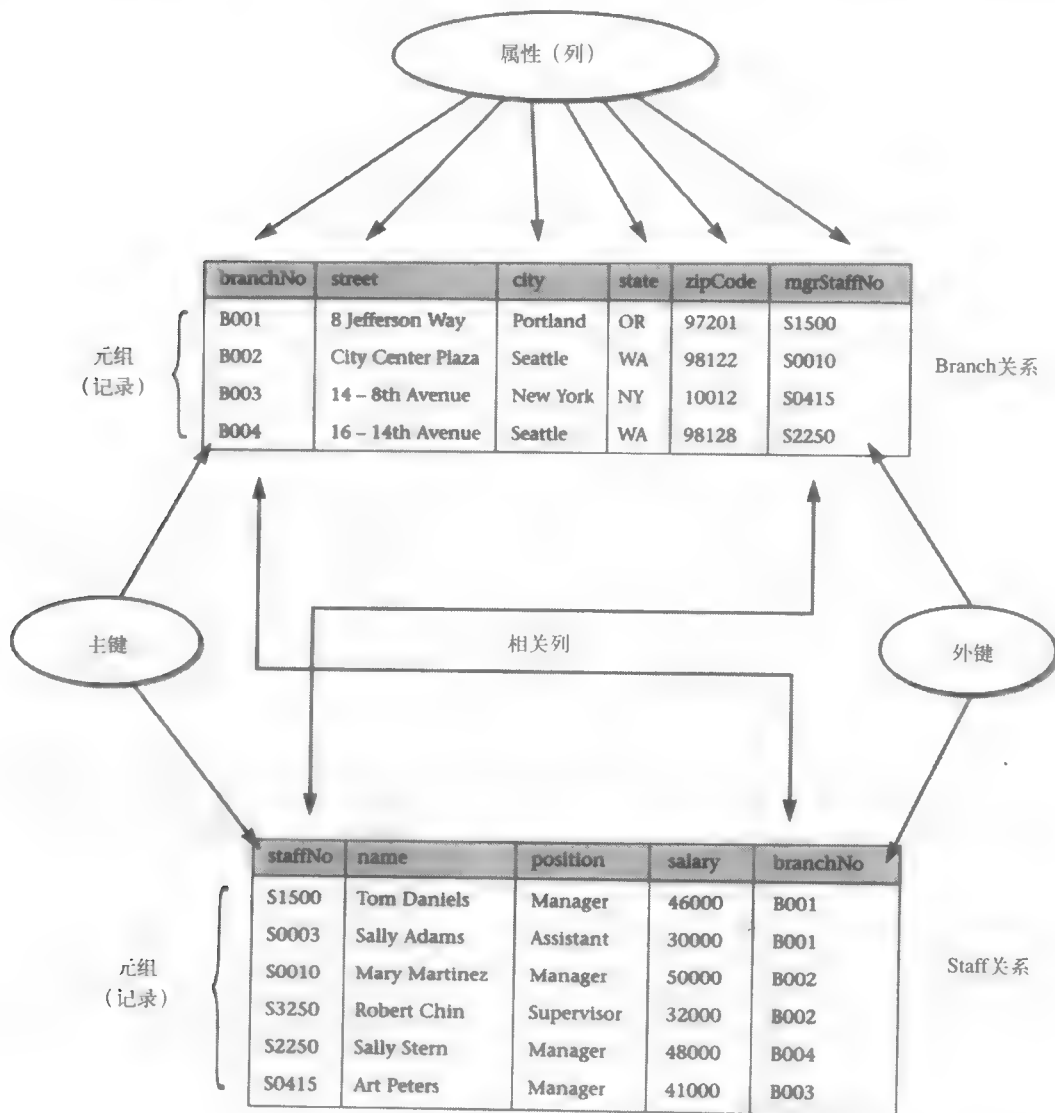 属性（列）
branchNo street city state zipCode mgrStaffNo
B001 8 Jefferson Way Portland OR 97201 S1500
B002 City Center Plaza Seattle WA 98122 S0010
B003 14 – 8th Avenue New York NY 10012 S0415
B004 16 – 14th Avenue Seattle WA 98128 S2250
元组
（记录）
Branch关系
主键
相关列
外键
staffNo name position salary branchNo
S1500 Tom Daniels Manager 46000 B001
S0003 Sally Adams Assistant 30000 B001
S0010 Mary Martinez Manager 50000 B002
S3250 Robert Chin Supervisor 32000 B002
S2250 Sally Stern Manager 48000 B004
S0415 Art Peters Manager 41000 B003
元组
（记录）
Staff关系